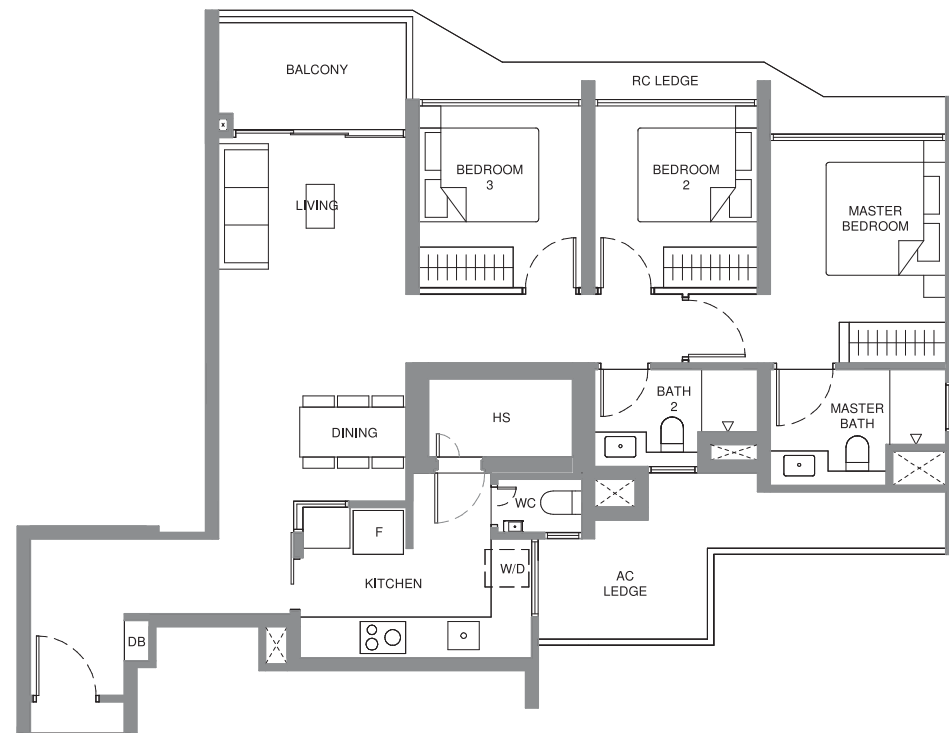 BALCONY
RC LEDGE
BEDROOM
3
BEDROOM
2
LIVING
MASTER
BEDROOM
BATH
2
MASTER
BATH
HS
DINING
WC
F
W/D
KITCHEN
AC
LEDGE
DB